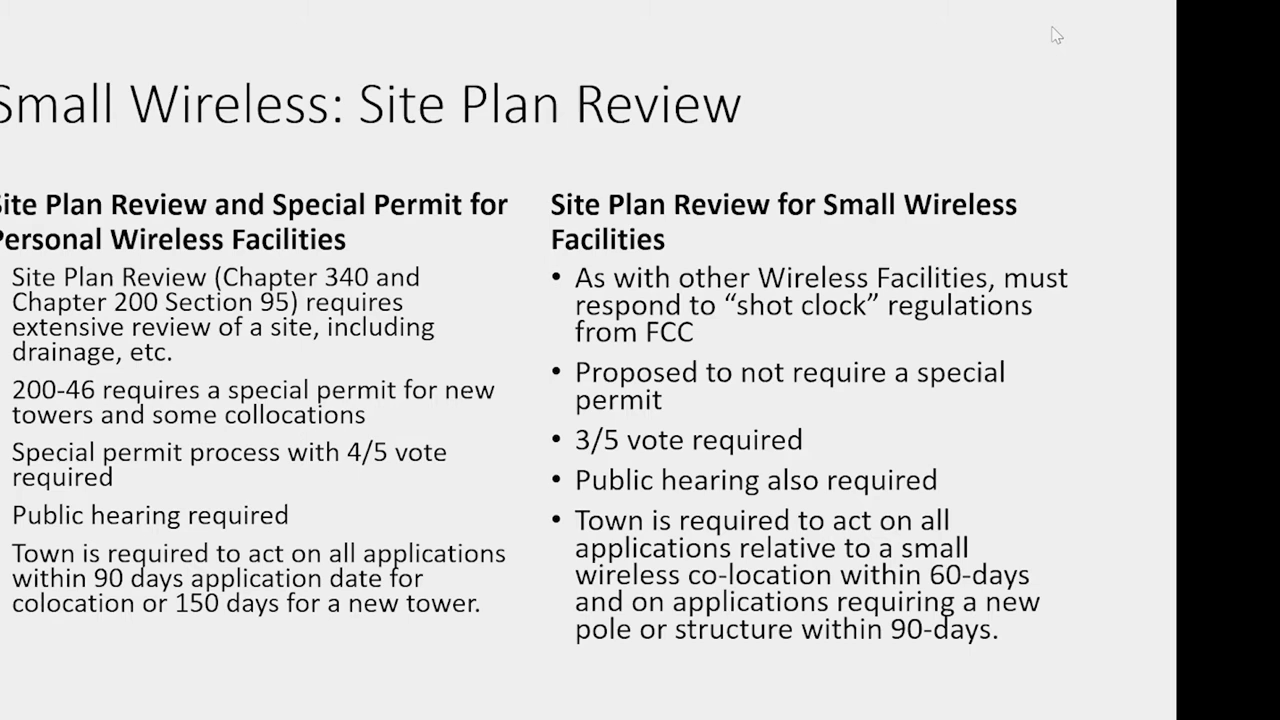 Small Wireless: Site Plan Review
Site Plan Review and Special Permit for
Personal Wireless Facilities
Site Plan Review (Chapter 340 and
Chapter 200 Section 95) requires
extensive review of a site, including
drainage, etc.
200-46 requires a special permit for new
towers and some collocations
Special permit process with 4/5 vote
required
Public hearing required
Town is required to act on all applications
within 90 days application date for
colocation or 150 days for a new tower.
Site Plan Review for Small Wireless
Facilities
• As with other Wireless Facilities, must
respond to “shot clock” regulations
from FCC
• Proposed to not require a special
permit
• 3/5 vote required
• Public hearing also required
• Town is required to act on all
applications relative to a small
wireless co-location within 60-days
and on applications requiring a new
pole or structure within 90-days.